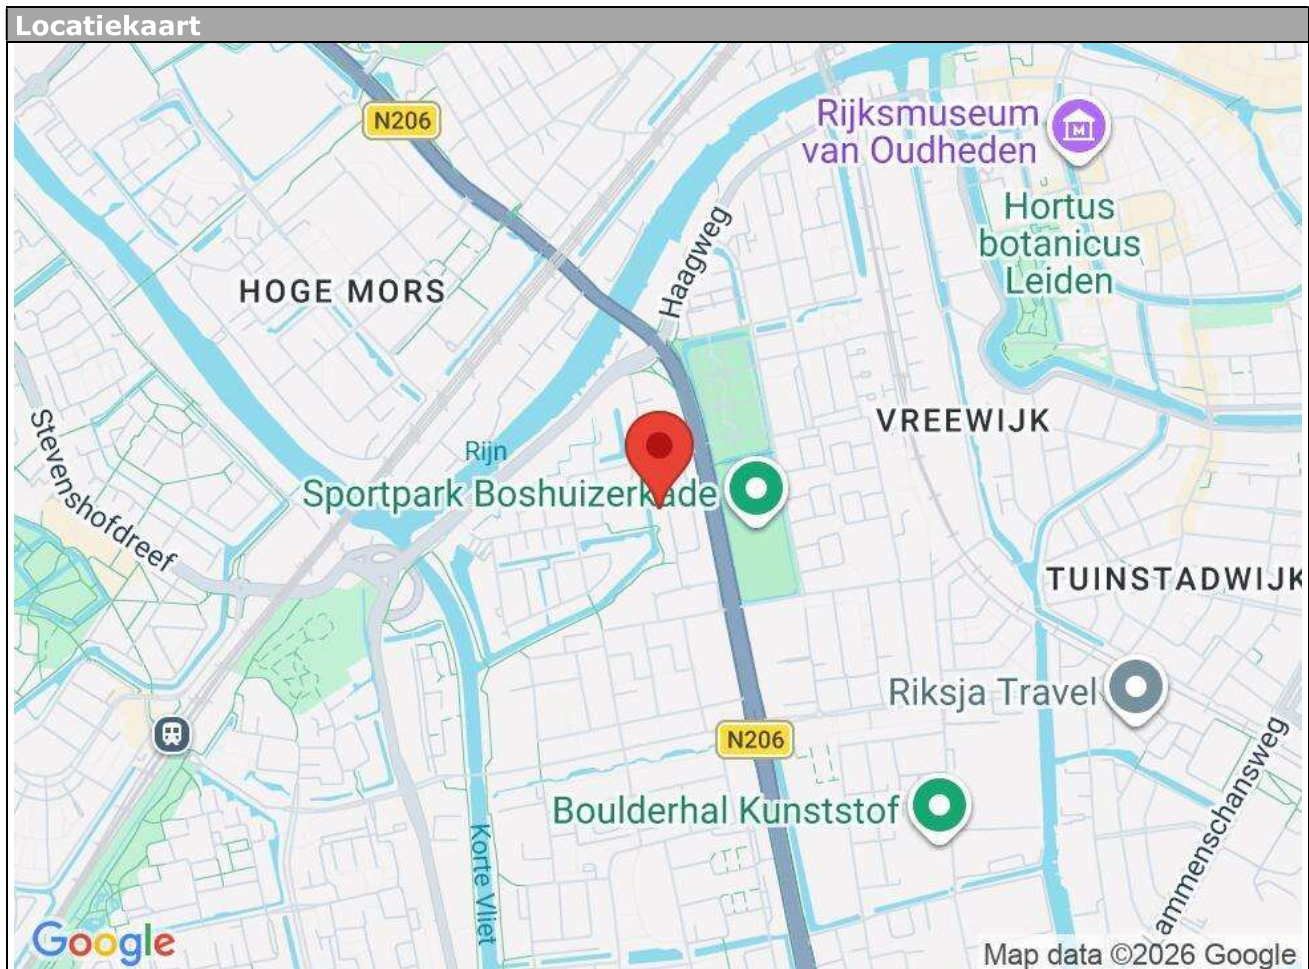 Locatiekaart
N206
Rijksmuseum
van Oudheden
Hortus
botanicus
Leiden
Haagweg
HOGE MORS
VREEWIJK
Stevenshofdreef
Rijn
Sportpark Boshuizerkade
TUINSTADWIJK
Riksja Travel
N206
Boulderhal Kunststof
ammenschansweg
Korte Vliet
Google
Map data ©2026 Google